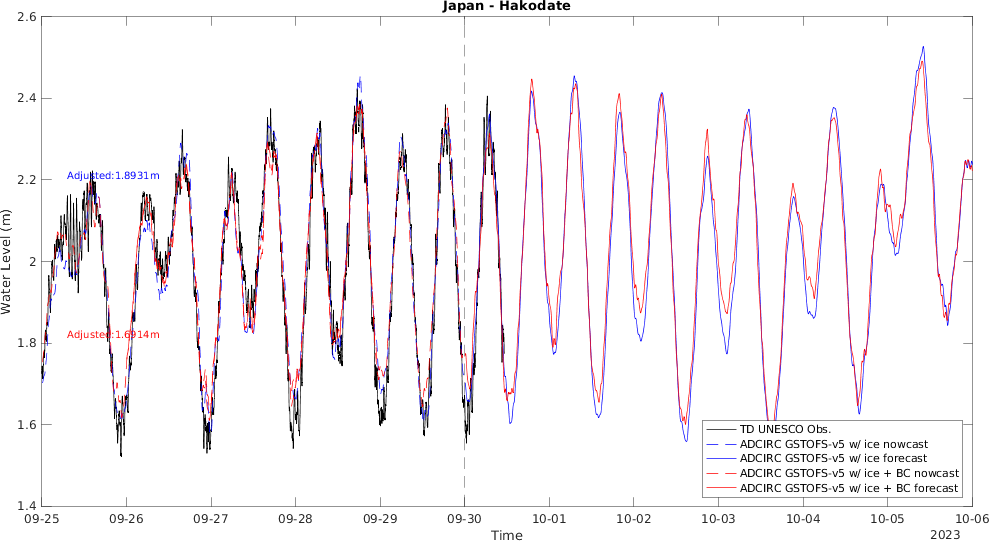 Japan - Hakodate
2.6
2.4
2.2
2
1.8
1.6
1.4
Water Level (m)
Adjusted:1.8931m
Adjusted:1.6914m
TD UNESCO Obs.
ADCIRC GSTOFS-v5 w/ ice nowcast
ADCIRC GSTOFS-v5 w/ ice forecast
ADCIRC GSTOFS-v5 w/ ice + BC nowcast
ADCIRC GSTOFS-v5 w/ ice + BC forecast
09-25 09-26 09-27 09-28 09-29 09-30 10-01 10-02 10-03 10-04 10-05 10-06
Time
2023